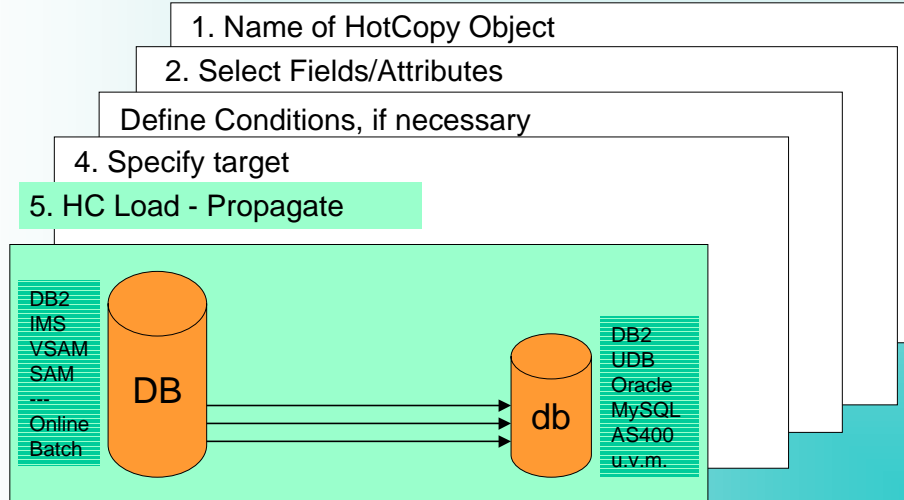 1. Name of HotCopy Object
2. Select Fields/Attributes
Define Conditions, if necessary
4. Specify target
5. HC Load - Propagate
DB2
IMS
VSAM
SAM
---
Online
Batch
DB
db
DB2
UDB
Oracle
MySQL
AS400
u.v.m.